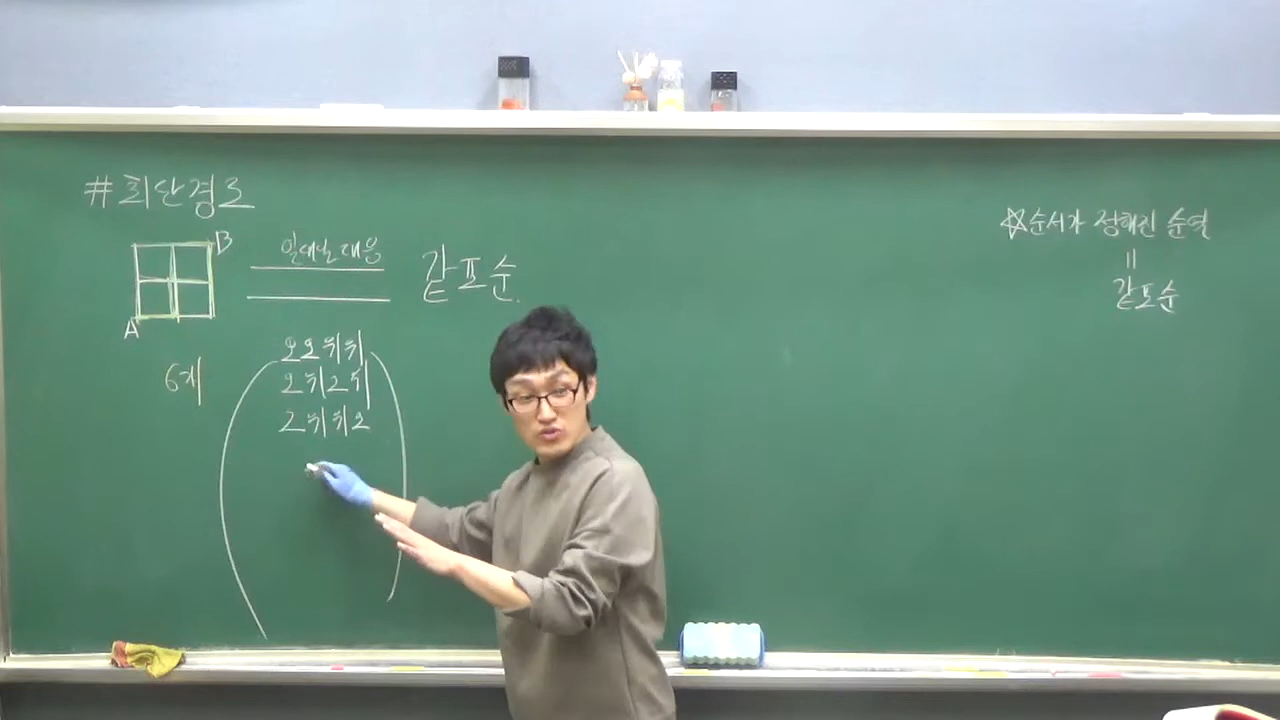 #최단경로
B
일대일 대응
같포순.
A
6개
오오위위
오위오위
오위위오
☆순서가 정해진 순열
=
같포순